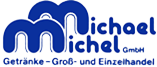 Michael
Michel GmbH
Getränke - Groß- und Einzelhandel